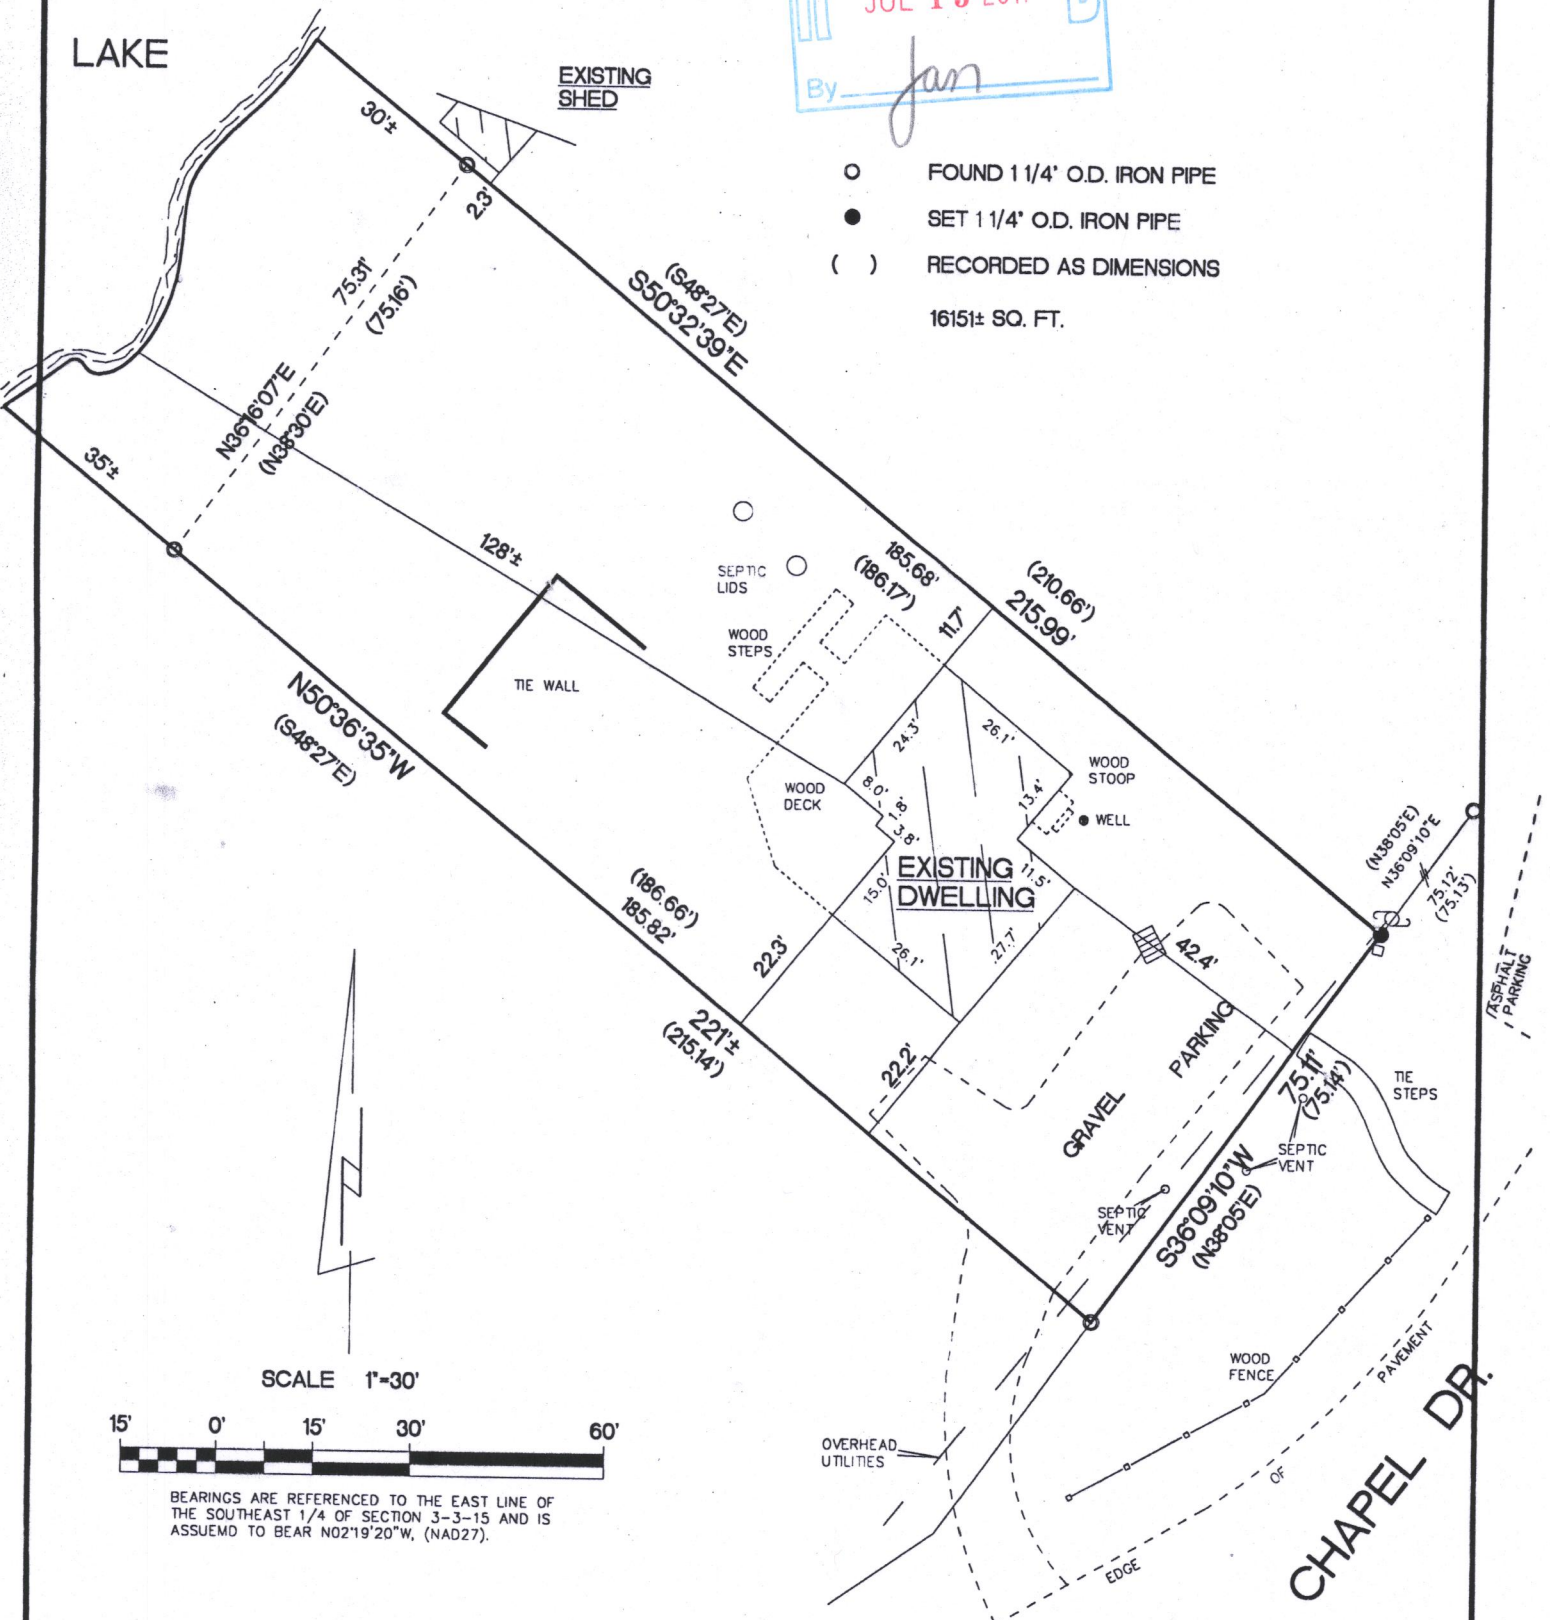 LAKE
EXISTING
SHED
By Jan
FOUND 1 1/4" O.D. IRON PIPE
SET 1 1/4" O.D. IRON PIPE
( ) RECORDED AS DIMENSIONS
16151± SQ. FT.
30'±
2.3'
75.31'
(75.16')
N36°16'07"E
(N38°30'E)
(S48°27'E)
S50°32'39"E
35'±
128'±
SEPTIC
LIDS
WOOD
STEPS
TIE WALL
185.68'
(186.17')
(210.66')
215.99'
11.7'
N50°36'35"W
(S48°27'E)
24.3'
26.1'
WOOD
STOOP
WOOD
DECK
8.0'
1.8'
3.8'
13.4'
WELL
EXISTING
DWELLING
11.5'
15.0'
26.1'
27.7'
(N38°05'E)
N36°09'10"E
75.12'
(75.13')
(186.66')
185.82'
22.3'
42.4'
ASPHALT
PARKING
221'±
(215.14')
22.2'
GRAVEL PARKING
75.11'
(75.14')
TIE
STEPS
SEPTIC
VENT
SEPTIC
VENT
S36°09'10"W
(N38°05'E)
WOOD
FENCE
OVERHEAD
UTILITIES
EDGE OF PAVEMENT
CHAPEL DR.
SCALE 1"=30'
15' 0' 15' 30' 60'
BEARINGS ARE REFERENCED TO THE EAST LINE OF
THE SOUTHEAST 1/4 OF SECTION 3-3-15 AND IS
ASSUEMD TO BEAR N02°19'20"W, (NAD27).